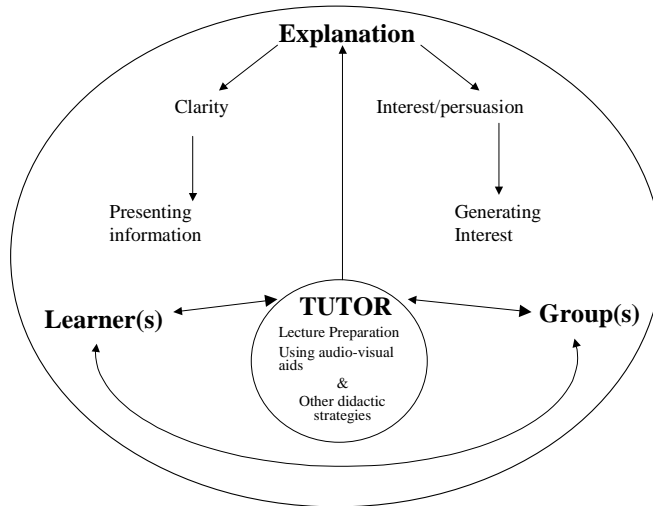 Explanation
Clarity
Interest/persuasion
Presenting
information
Generating
Interest
Learner(s)
TUTOR
Lecture Preparation
Using audio-visual
aids
&
Other didactic
strategies
Group(s)